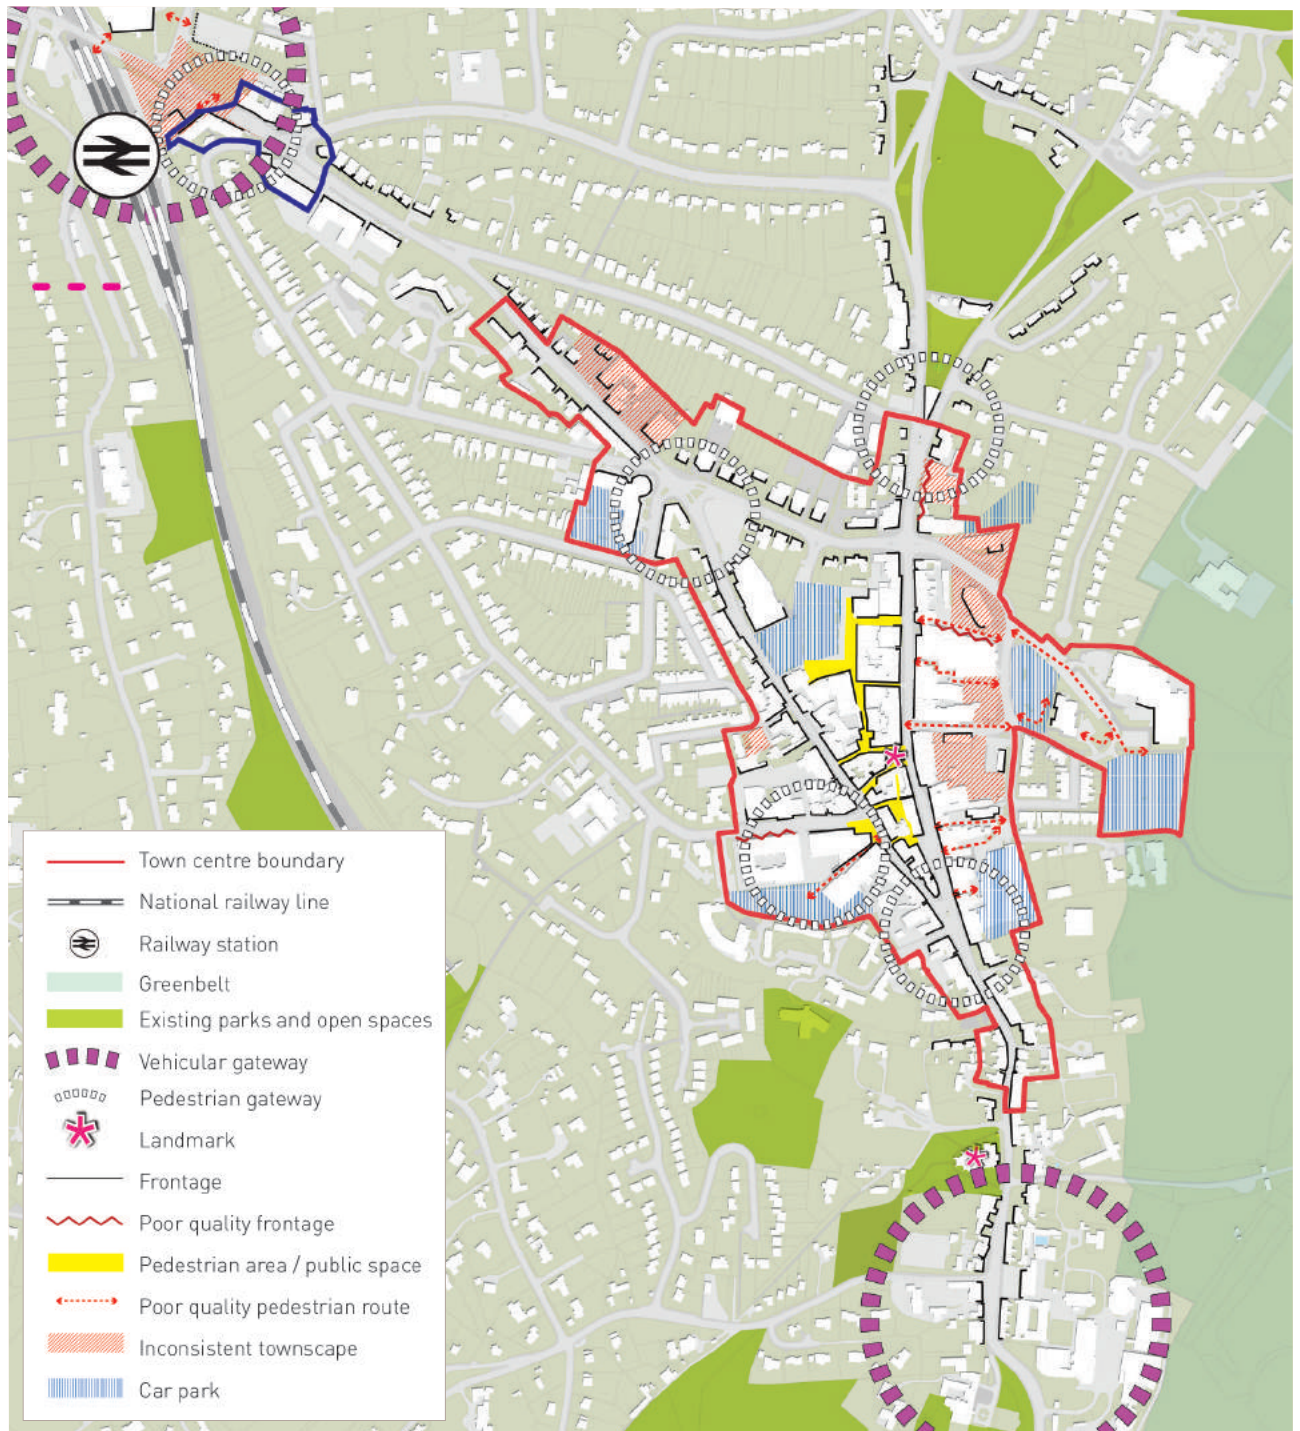 Town centre boundary
National railway line
Railway station
Greenbelt
Existing parks and open spaces
Vehicular gateway
Pedestrian gateway
Landmark
Frontage
Poor quality frontage
Pedestrian area / public space
Poor quality pedestrian route
Inconsistent townscape
Car park